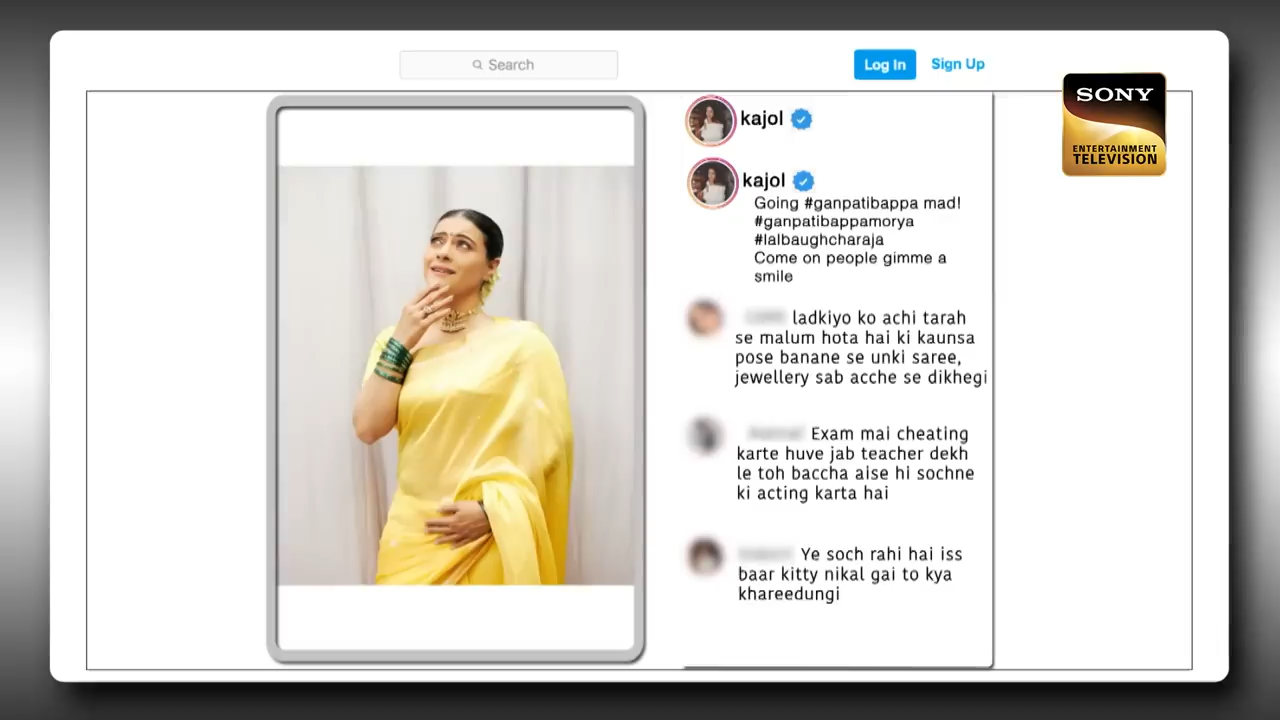 Search
Log In
Sign Up
SONY
ENTERTAINMENT
TELEVISION
kajol
kajol
Going #ganpatibappa mad!
#ganpatibappamorya
#lalbaughcharaja
Come on people gimme a
smile
ladkiyo ko achi tarah
se malum hota hai ki kaunsa
pose banane se unki saree,
jewellery sab acche se dikhegi
Exam mai cheating
karte huve jab teacher dekh
le toh baccha aise hi sochne
ki acting karta hai
Ye soch rahi hai iss
baar kitty nikal gai to kya
khareedungi